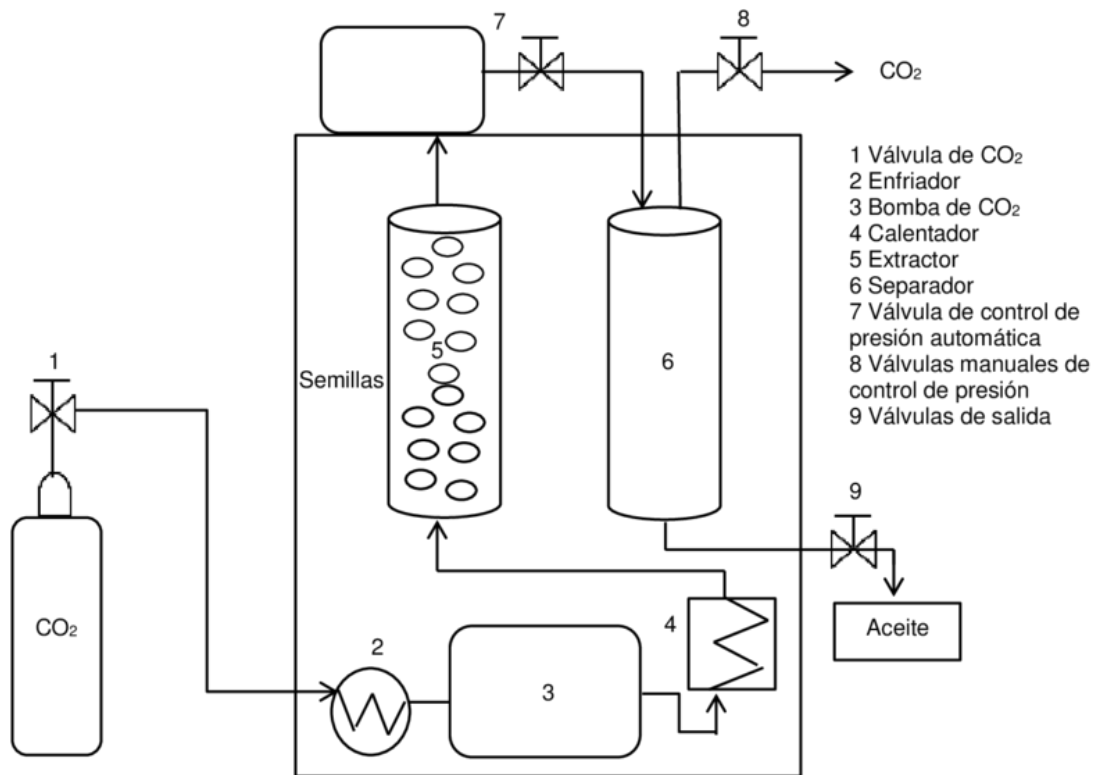 7
8
CO₂
1 Válvula de CO₂
2 Enfriador
3 Bomba de CO₂
4 Calentador
5 Extractor
6 Separador
7 Válvula de control de
presión automática
8 Válvulas manuales de
control de presión
9 Válvulas de salida
1
Semillas
5
6
9
CO₂
2
3
4
Aceite